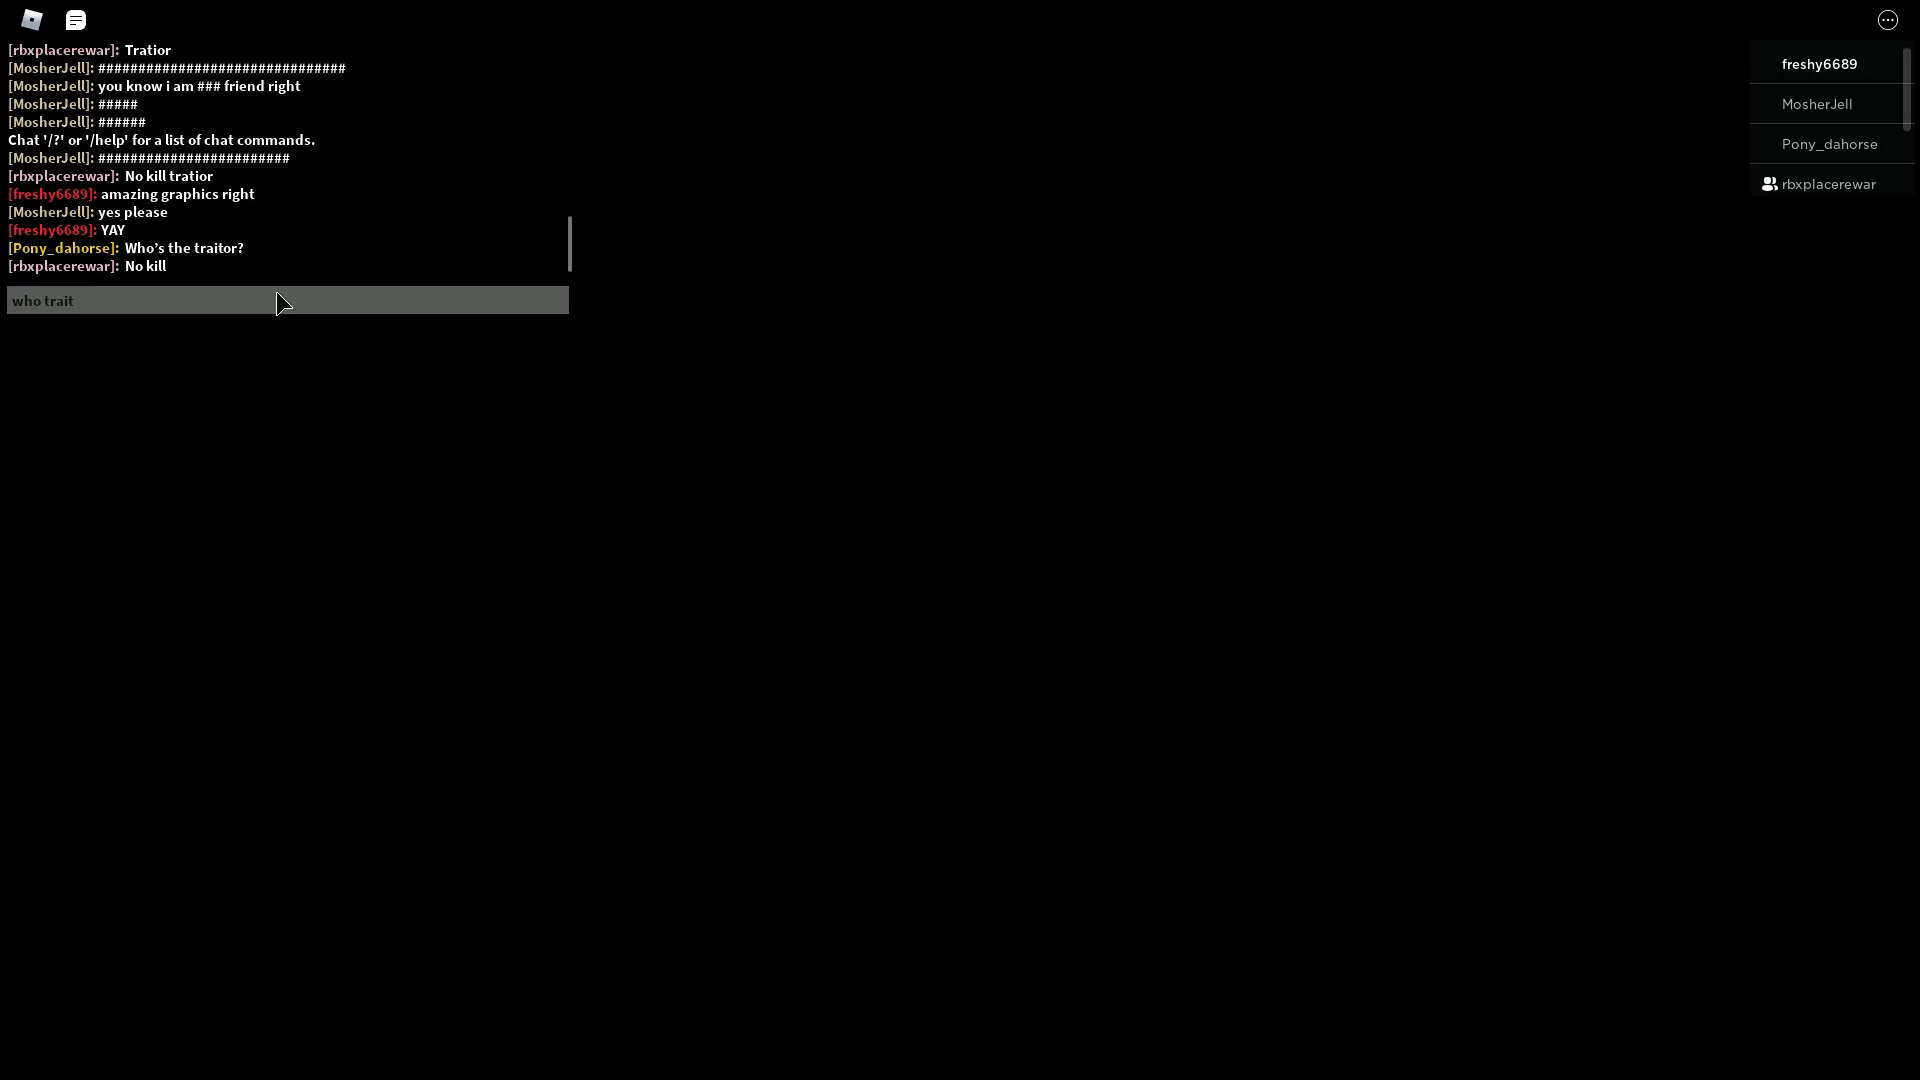 [rbxplacerewar]: Tratior
[MosherJell]: ###############################
[MosherJell]: you know i am ### friend right
[MosherJell]: #####
[MosherJell]: ######
Chat '/?' or '/help' for a list of chat commands.
[MosherJell]: ########################
[rbxplacerewar]: No kill tratior
[freshy6689]: amazing graphics right
[MosherJell]: yes please
[freshy6689]: YAY
[Pony_dahorse]: Who’s the traitor?
[rbxplacerewar]: No kill
who trait
freshy6689
MosherJell
Pony_dahorse
rbxplacerewar